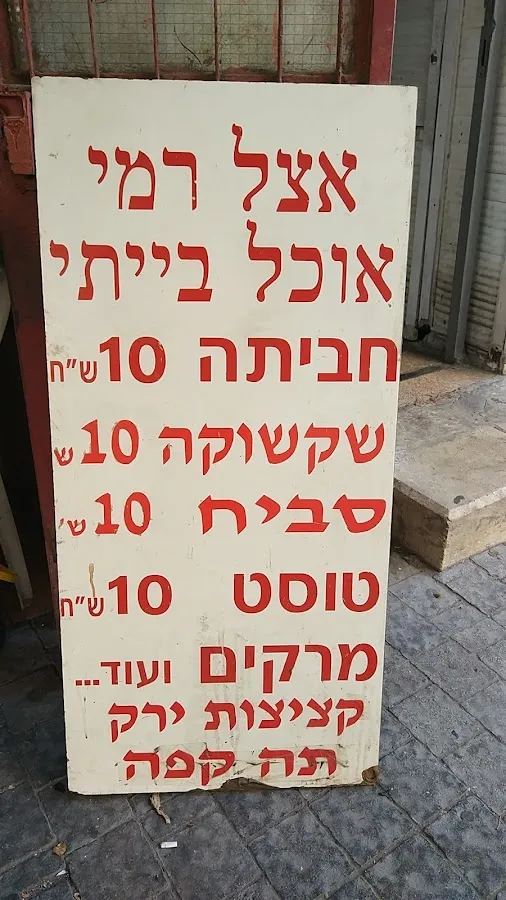 אצל רמי
אוכל בייתי
חביתה 10 ש"ח
שקשוקה 10 ש
סביח 10 ש'
טוסט 10 ש"ח
מרקים ועוד...
קציצות ירק
תה קפה